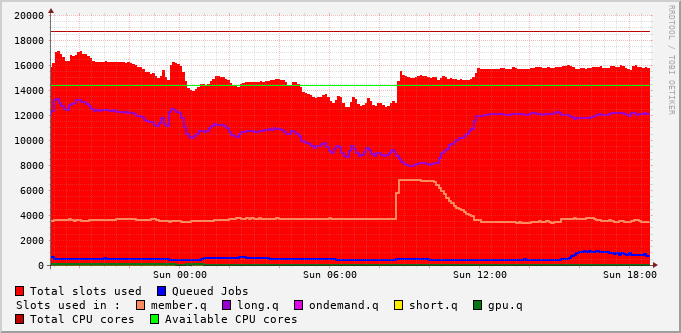 20000
18000
16000
14000
12000
10000
8000
6000
4000
2000
0
Sun 00:00 Sun 06:00 Sun 12:00 Sun 18:00
RRDTOOL / TOBI OETIKER
Total slots used Queued Jobs
Slots used in : member.q long.q ondemand.q short.q gpu.q
Total CPU cores Available CPU cores